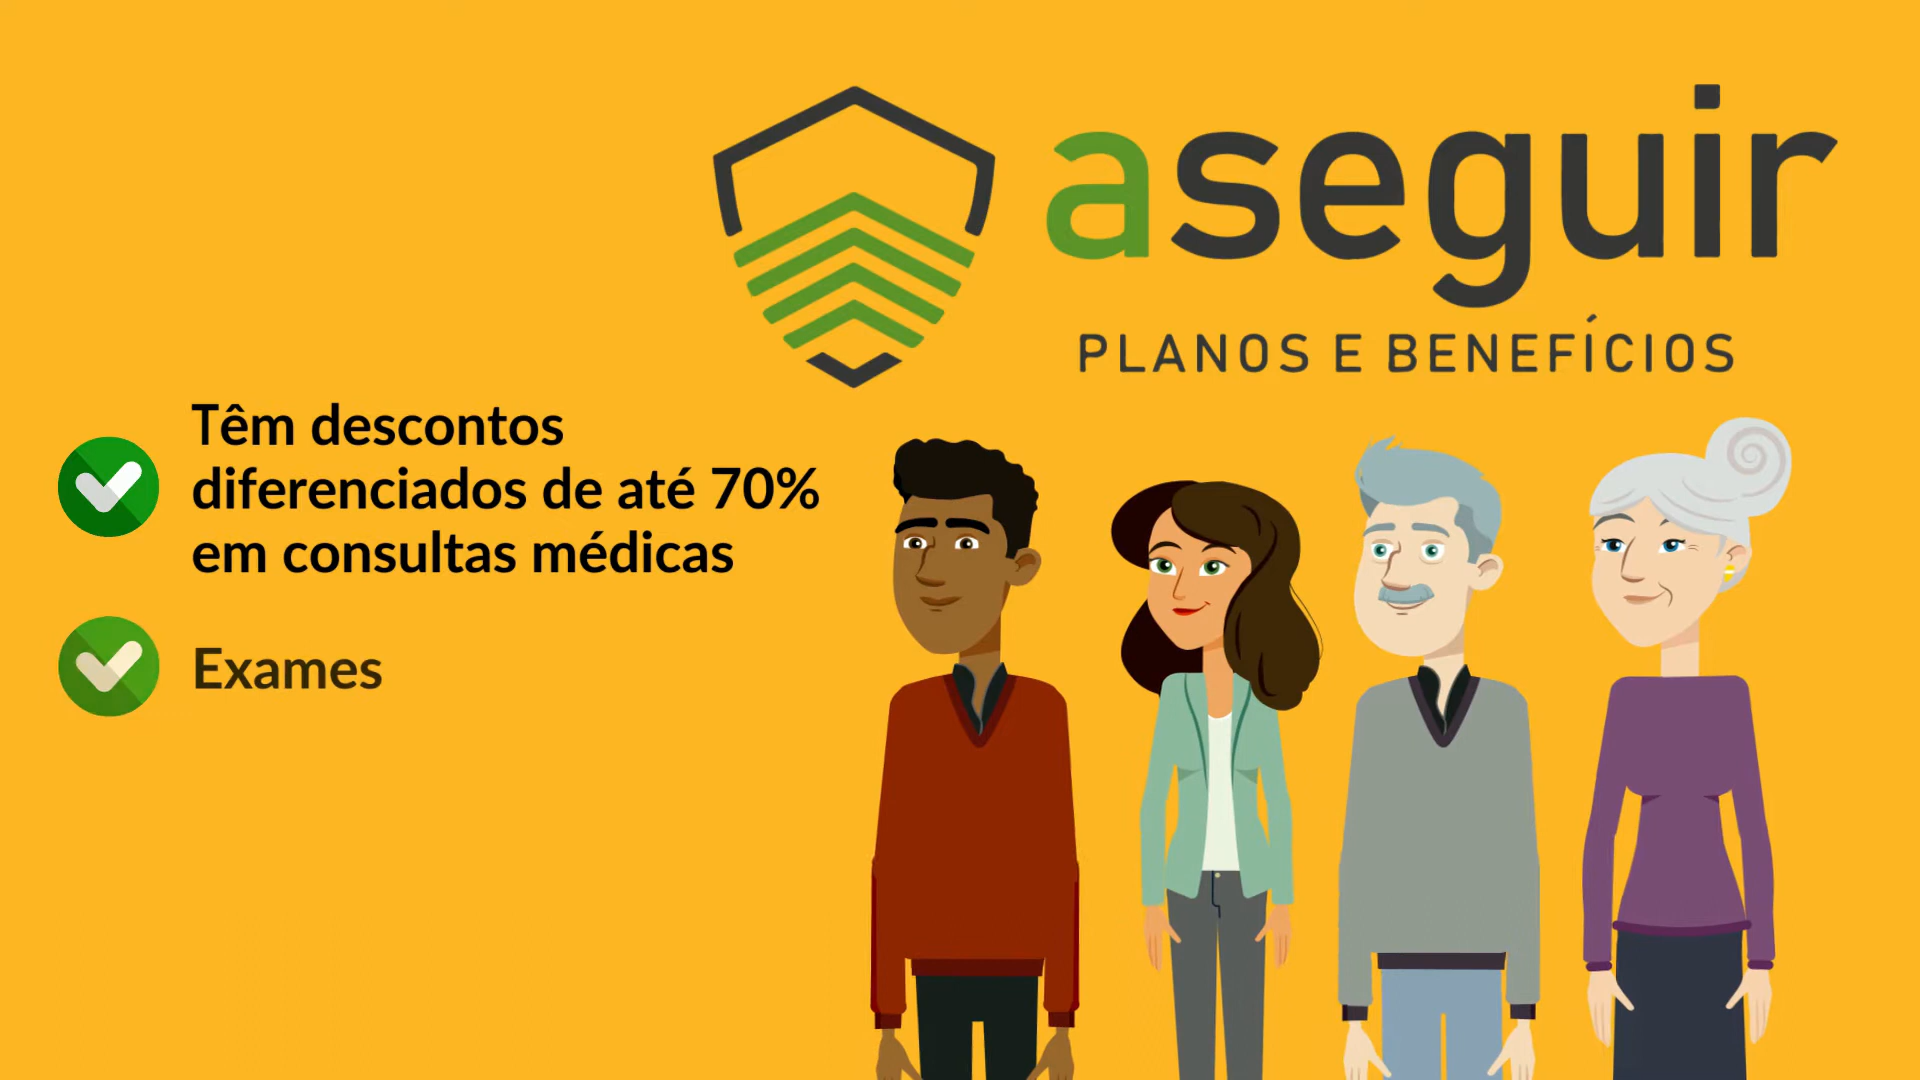 aseguir
PLANOS E BENEFÍCIOS
Têm descontos
diferenciados de até 70%
em consultas médicas
Exames